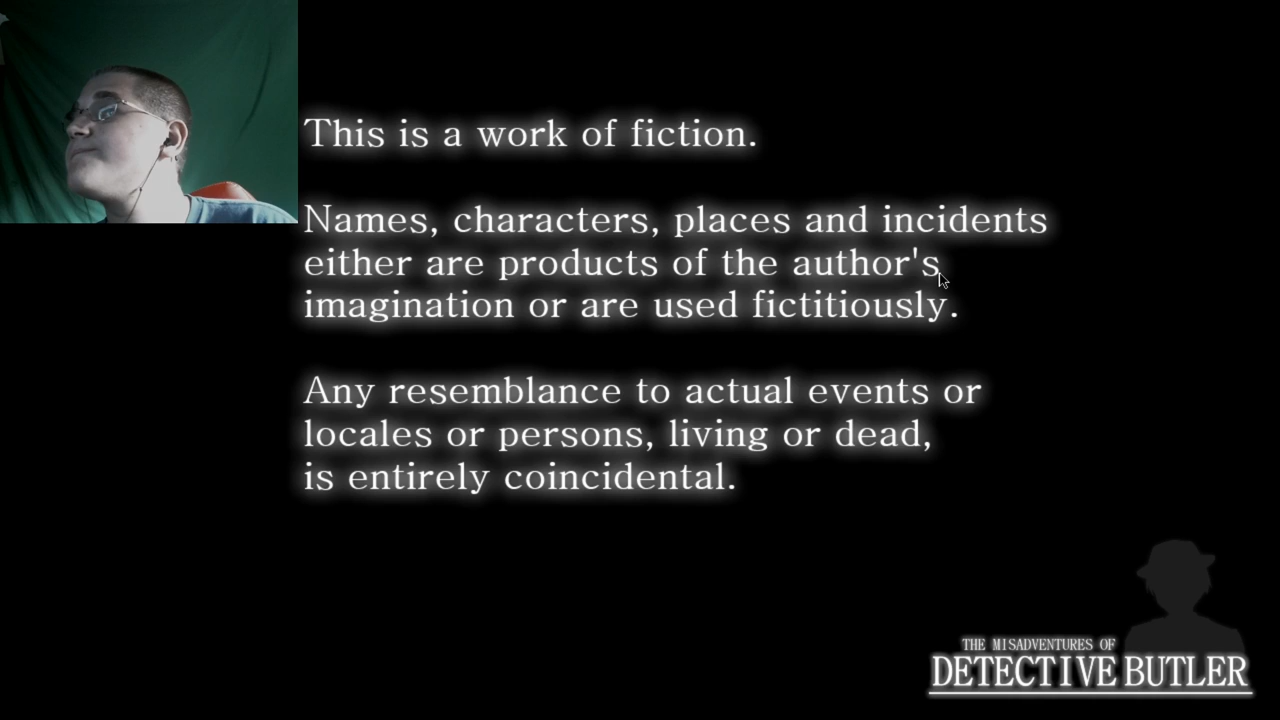 This is a work of fiction.
Names, characters, places and incidents
either are products of the author's
imagination or are used fictitiously.
Any resemblance to actual events or
locales or persons, living or dead,
is entirely coincidental.
THE MISADVENTURES OF
DETECTIVE BUTLER